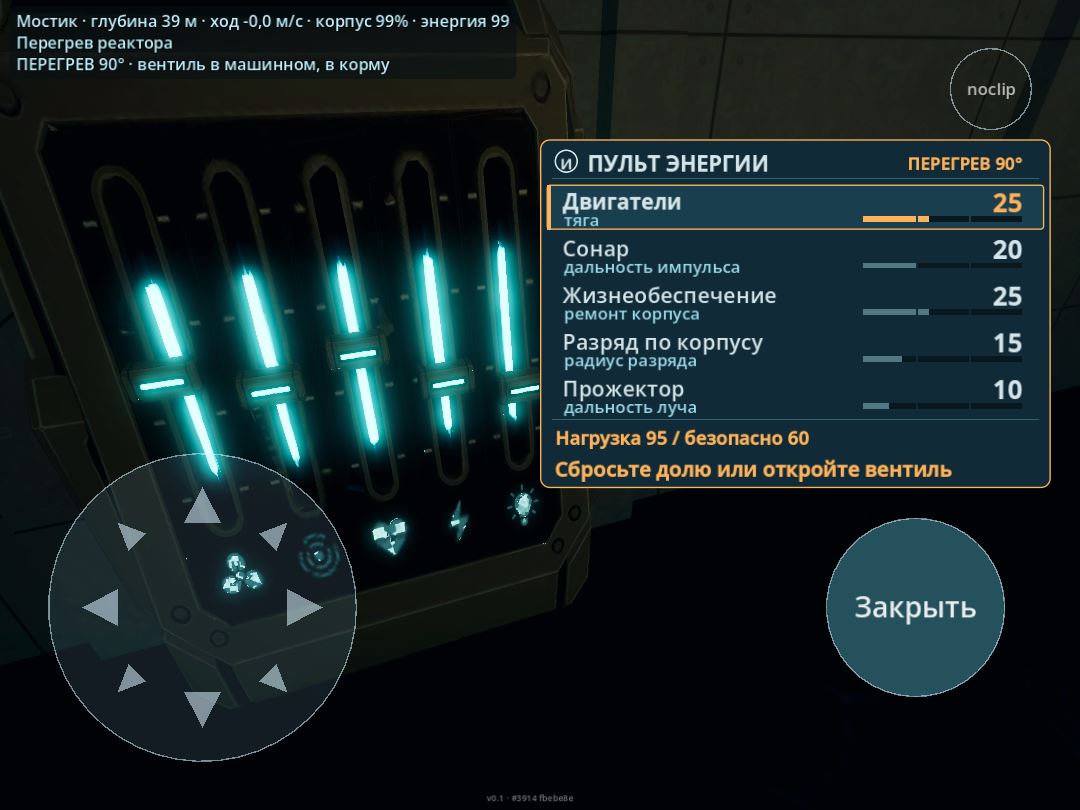 Мостик · глубина 39 м · ход -0,0 м/с · корпус 99% · энергия 99
Перегрев реактора
ПЕРЕГРЕВ 90° · вентиль в машинном, в корму
noclip
И ПУЛЬТ ЭНЕРГИИ ПЕРЕГРЕВ 90°
Двигатели 25
тяга
Сонар 20
дальность импульса
Жизнеобеспечение 25
ремонт корпуса
Разряд по корпусу 15
радиус разряда
Прожектор 10
дальность луча
Нагрузка 95 / безопасно 60
Сбросьте долю или откройте вентиль
Закрыть
v0.1 · #3914 fbebe8e